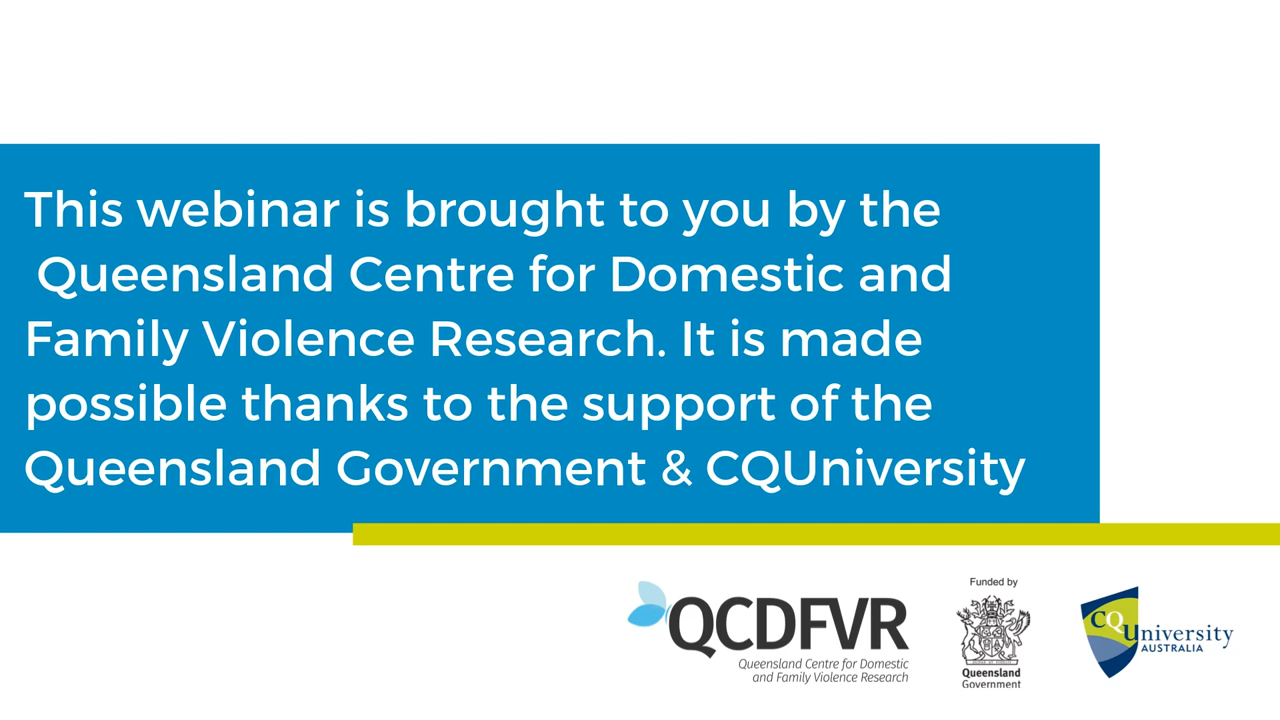 This webinar is brought to you by the
Queensland Centre for Domestic and
Family Violence Research. It is made
possible thanks to the support of the
Queensland Government & CQUniversity
QCDFVR
Queensland Centre for Domestic
and Family Violence Research
Funded by
Queensland
Government
CQUniversity
AUSTRALIA